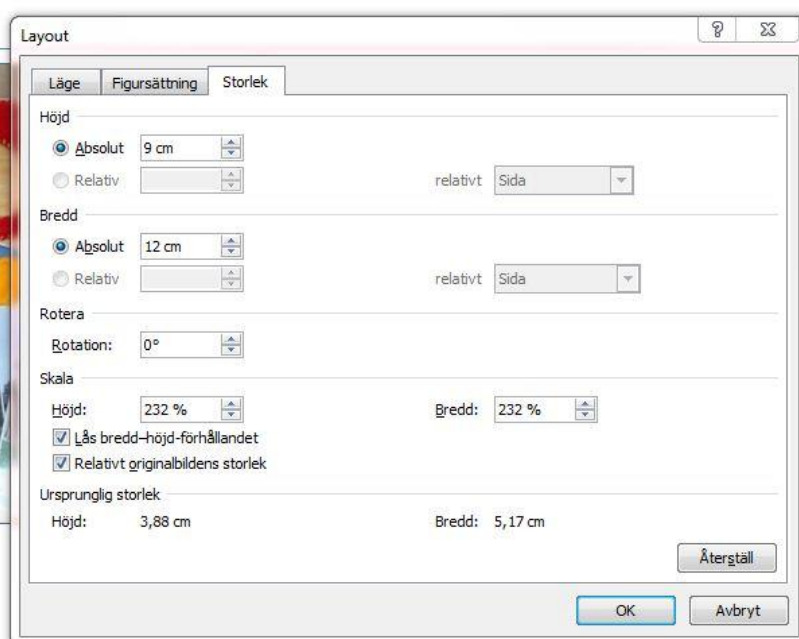 Layout
Läge Figursättning Storlek
Höjd
Absolut 9 cm
Relativ relativt Sida
Bredd
Absolut 12 cm
Relativ relativt Sida
Rotera
Rotation: 0°
Skala
Höjd: 232 % Bredd: 232 %
Lås bredd–höjd-förhållandet
Relativt originalbildens storlek
Ursprunglig storlek
Höjd: 3,88 cm Bredd: 5,17 cm
Återställ
OK Avbryt